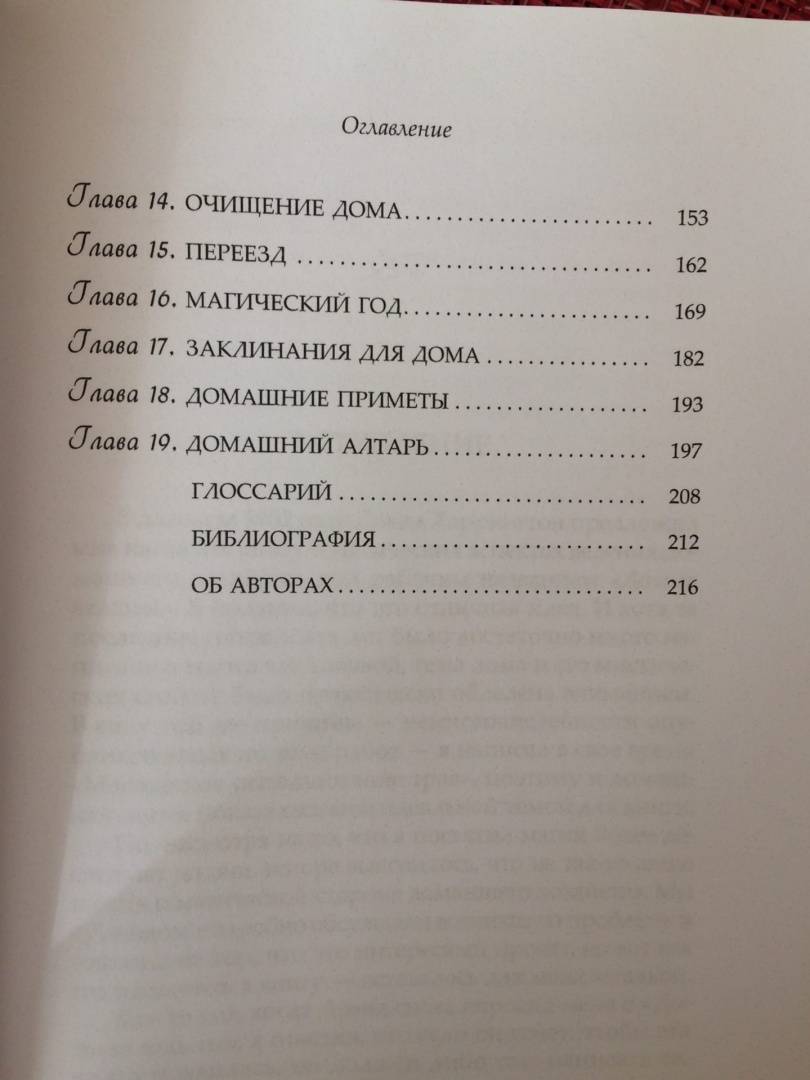 Оглавление
Глава 14. ОЧИЩЕНИЕ ДОМА.......................... 153
Глава 15. ПЕРЕЕЗД ..................................... 162
Глава 16. МАГИЧЕСКИЙ ГОД.......................... 169
Глава 17. ЗАКЛИНАНИЯ ДЛЯ ДОМА ................. 182
Глава 18. ДОМАШНИЕ ПРИМЕТЫ .................... 193
Глава 19. ДОМАШНИЙ АЛТАРЬ....................... 197
ГЛОССАРИЙ ................................ 208
БИБЛИОГРАФИЯ............................ 212
ОБ АВТОРАХ ................................ 216